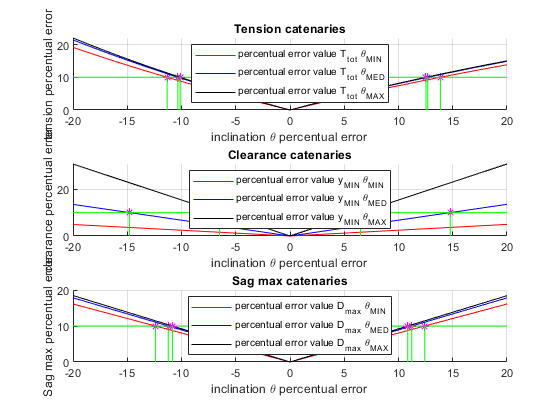 Tension catenaries
tension percentual error
20
10
0
percentual error value T_tot θ_MIN
percentual error value T_tot θ_MED
percentual error value T_tot θ_MAX
-20 -15 -10 -5 0 5 10 15 20
inclination θ percentual error
Clearance catenaries
clearance percentual error
20
0
percentual error value y_MIN θ_MIN
percentual error value y_MIN θ_MED
percentual error value y_MIN θ_MAX
-20 -15 -10 -5 0 5 10 15 20
inclination θ percentual error
Sag max catenaries
Sag max percentual error
20
10
0
percentual error value D_max θ_MIN
percentual error value D_max θ_MED
percentual error value D_max θ_MAX
-20 -15 -10 -5 0 5 10 15 20
inclination θ percentual error